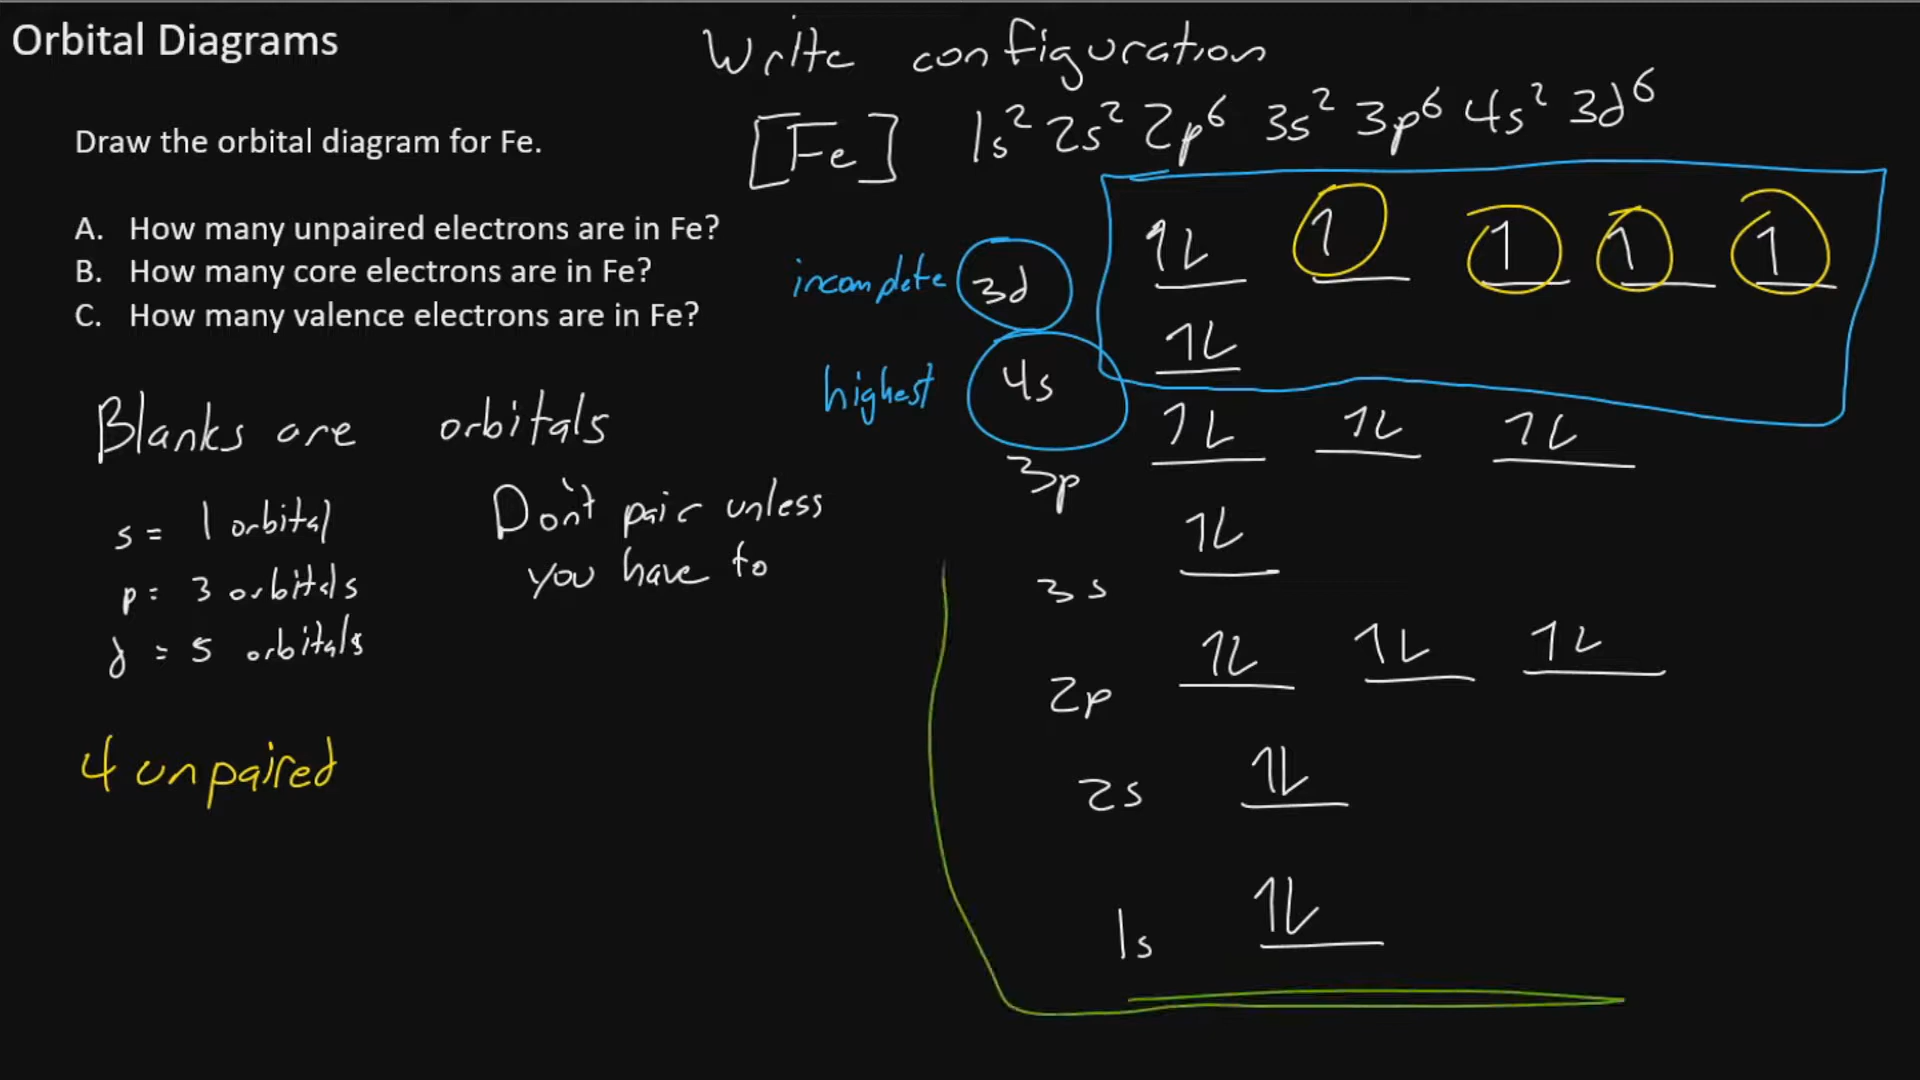 Orbital Diagrams
Write configuration
[Fe] 1s² 2s² 2p⁶ 3s² 3p⁶ 4s² 3d⁶
Draw the orbital diagram for Fe.
A. How many unpaired electrons are in Fe?
B. How many core electrons are in Fe?
C. How many valence electrons are in Fe?
incomplete 3d ↿⇂ ↿ ↿ ↿ ↿
highest 4s ↿⇂
3p ↿⇂ ↿⇂ ↿⇂
3s ↿⇂
2p ↿⇂ ↿⇂ ↿⇂
2s ↿⇂
1s ↿⇂
Blanks are orbitals
s = 1 orbital
p = 3 orbitals
d = 5 orbitals
Don't pair unless
you have to
4 unpaired